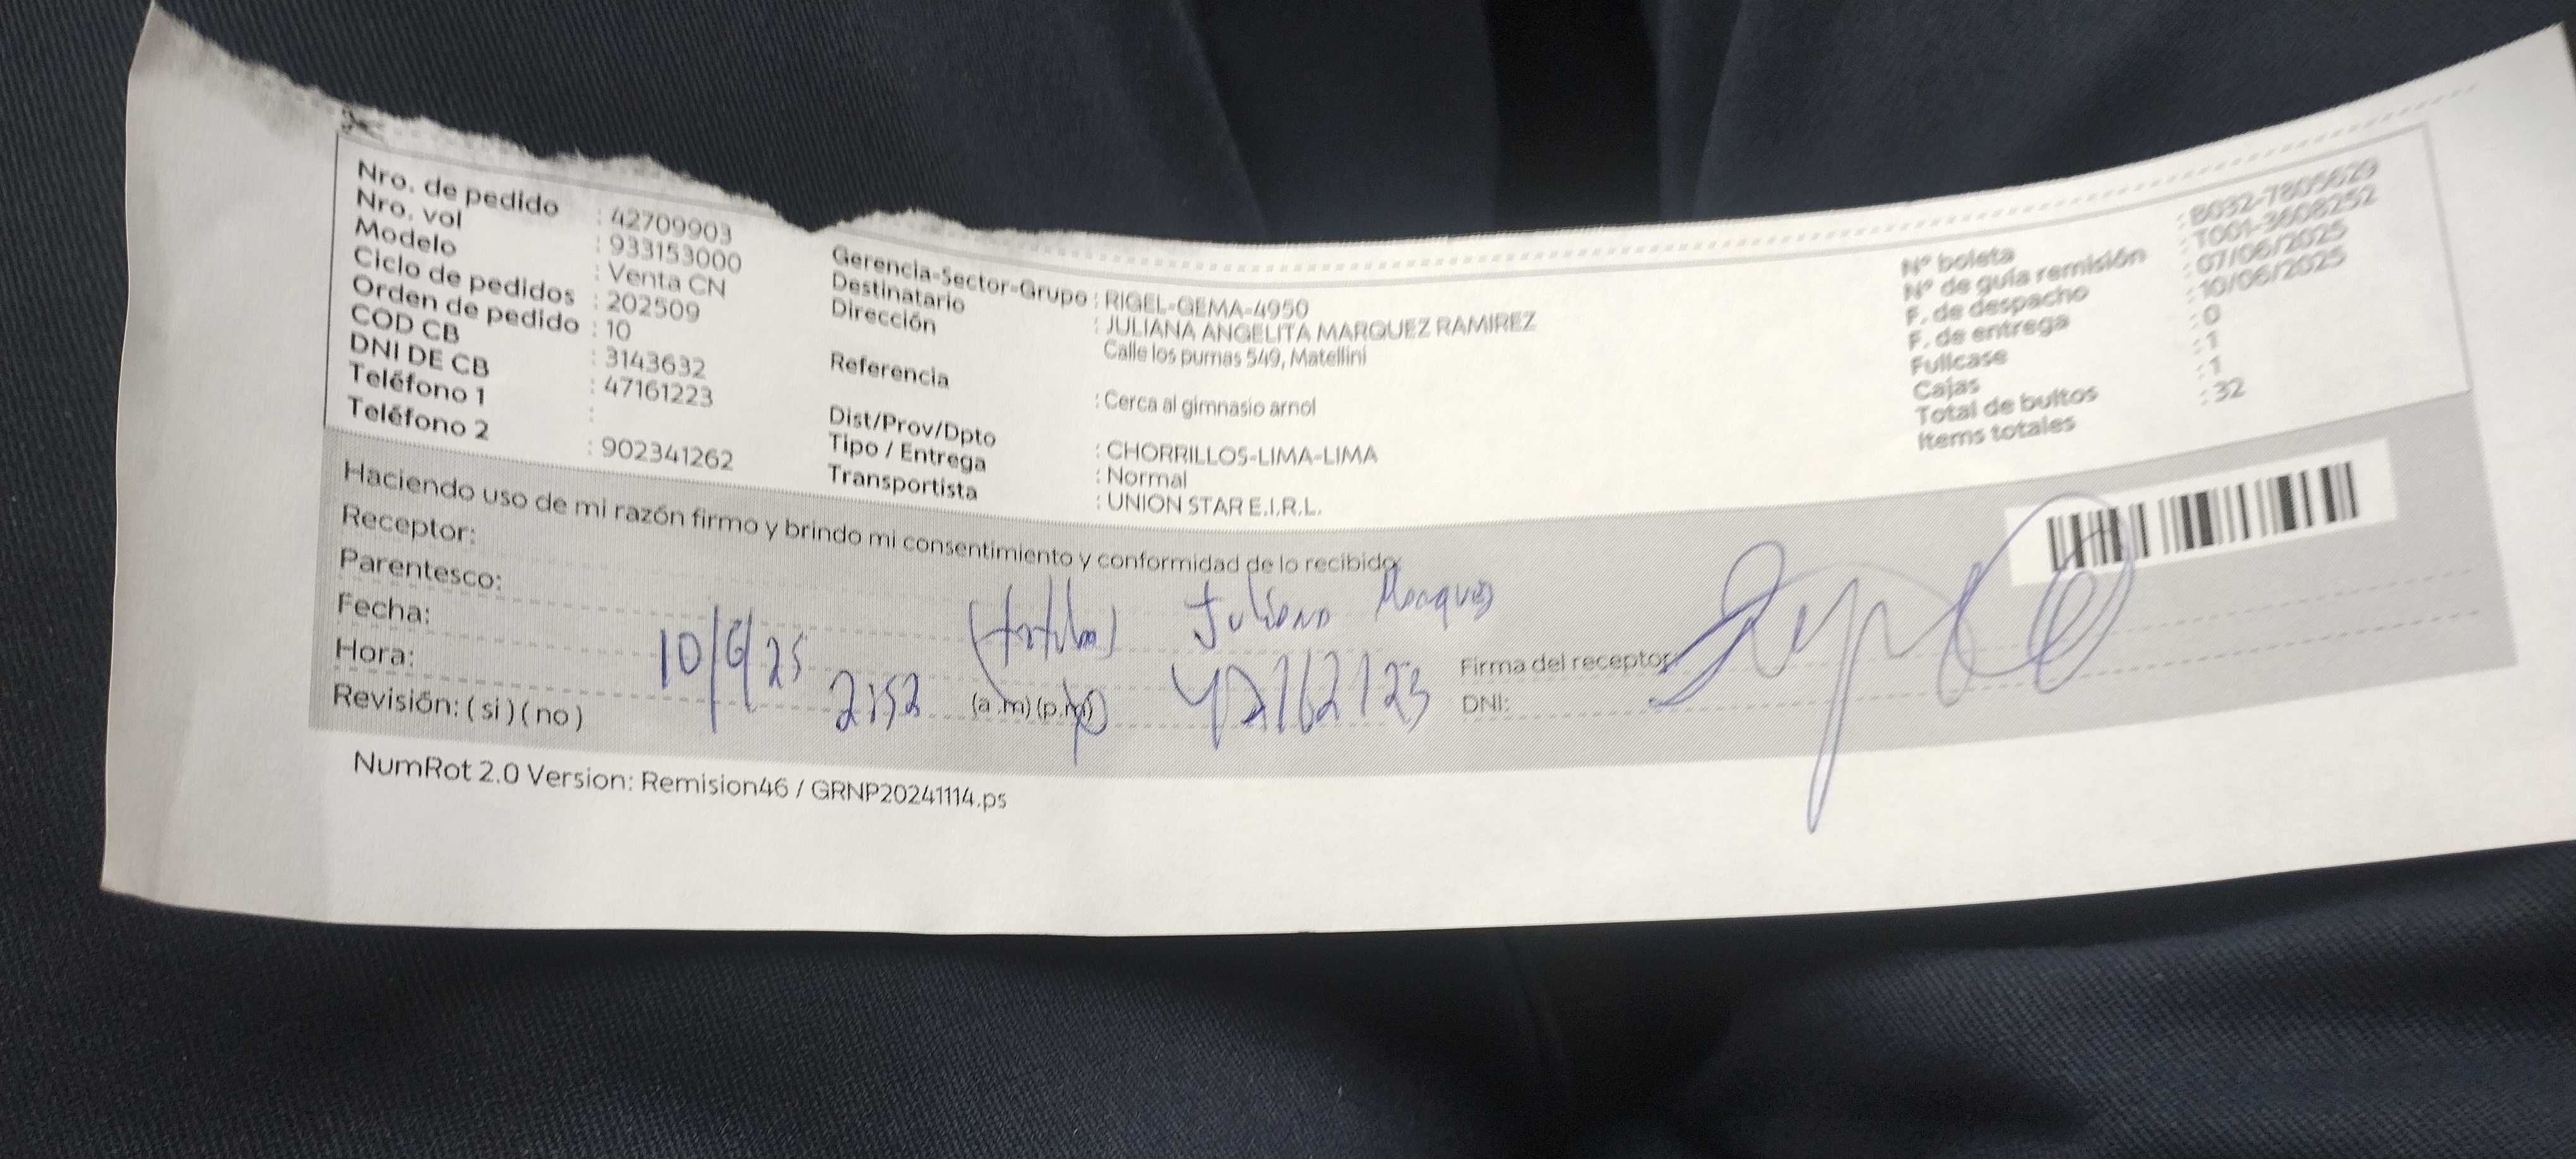 Nro. de pedido : 42709903
Nro. vol : 933153000
Modelo : Venta CN
Ciclo de pedidos : 202509
Orden de pedido : 10
COD CB : 3143632
DNI DE CB : 47161223
Teléfono 1 :
Teléfono 2 : 902341262
Gerencia-Sector-Grupo : RIGEL-GEMA-4950
Destinatario : JULIANA ANGELITA MARQUEZ RAMIREZ
Dirección Calle los pumas 549, Matellini
Referencia : Cerca al gimnasio arnol
Dist/Prov/Dpto : CHORRILLOS-LIMA-LIMA
Tipo / Entrega : Normal
Transportista : UNION STAR E.I.R.L.
Nº boleta : B032-7805629
Nº de guía remisión : T001-3608252
F. de despacho : 07/06/2025
F. de entrega : 10/06/2025
Fullcase : 0
Cajas : 1
Total de bultos : 1
Items totales : 32
Haciendo uso de mi razón firmo y brindo mi consentimiento y conformidad de lo recibido:
Receptor: Juliana Marquez
Parentesco:
Fecha: 10/6/25
Hora: 2:52 (a.m) (p.m)
Revisión: ( si ) ( no )
Firma del receptor:
DNI:
NumRot 2.0 Version: Remision46 / GRNP20241114.ps